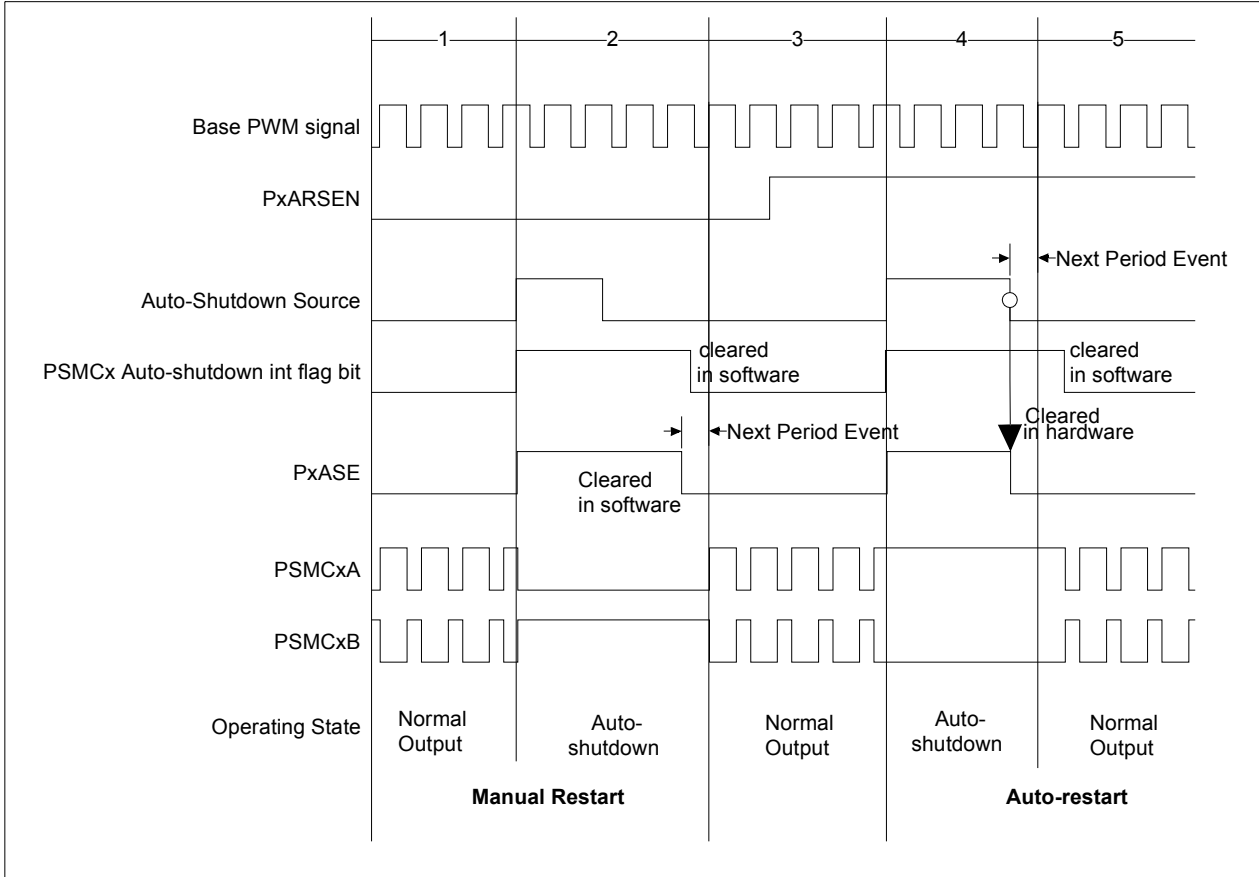 1 2 3 4 5
Base PWM signal
PxARSEN
Next Period Event
Auto-Shutdown Source
PSMCx Auto-shutdown int flag bit
cleared
in software
cleared
in software
Next Period Event
Cleared
in hardware
PxASE
Cleared
in software
PSMCxA
PSMCxB
Operating State
Normal
Output
Auto-
shutdown
Normal
Output
Auto-
shutdown
Normal
Output
Manual Restart
Auto-restart